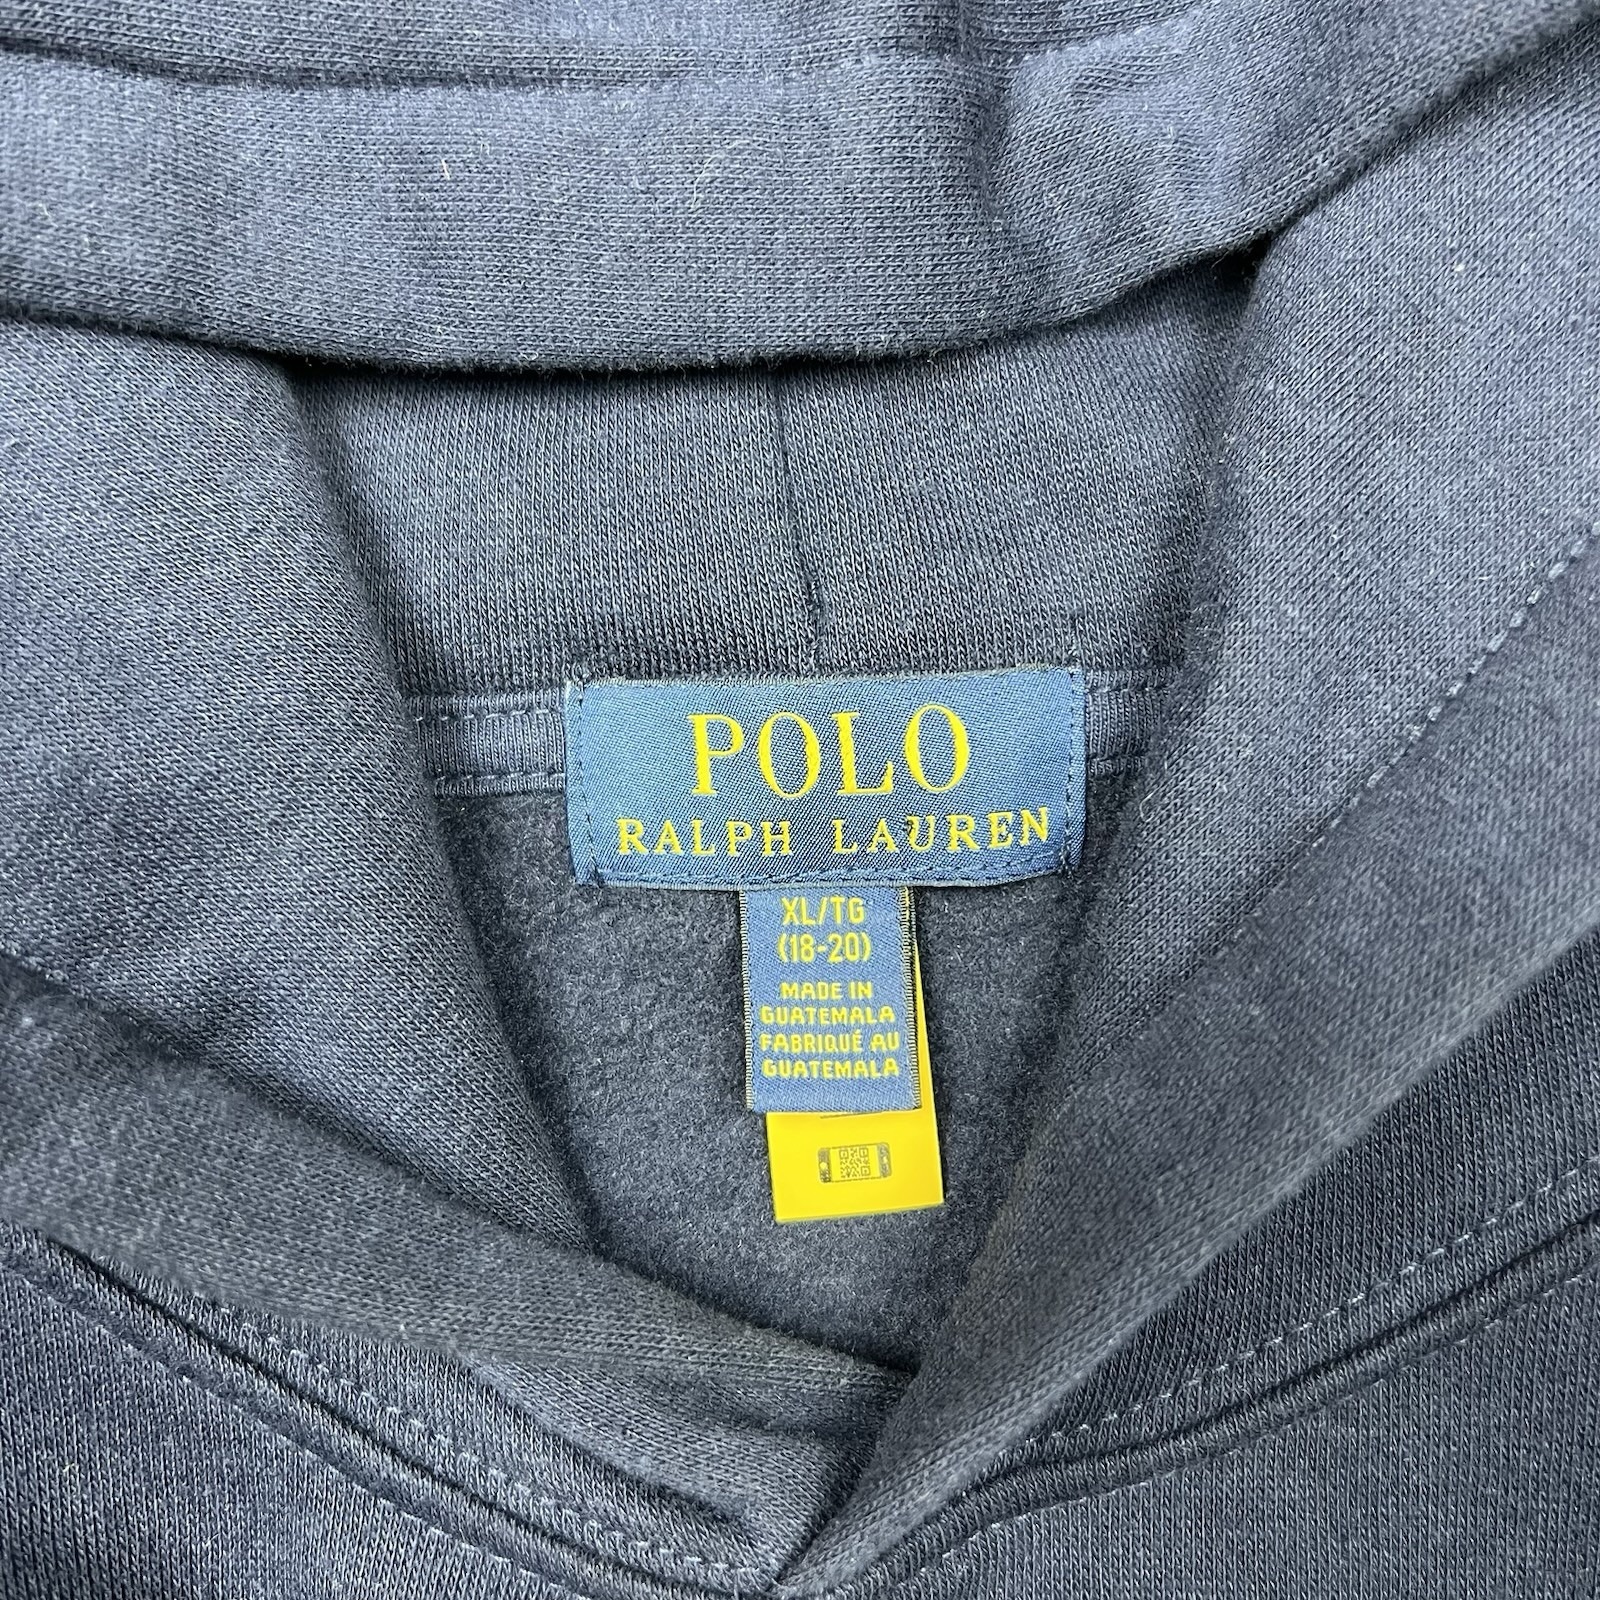 POLO
RALPH LAUREN
XL/TG
(18-20)
MADE IN
GUATEMALA
FABRIQUÉ AU
GUATEMALA